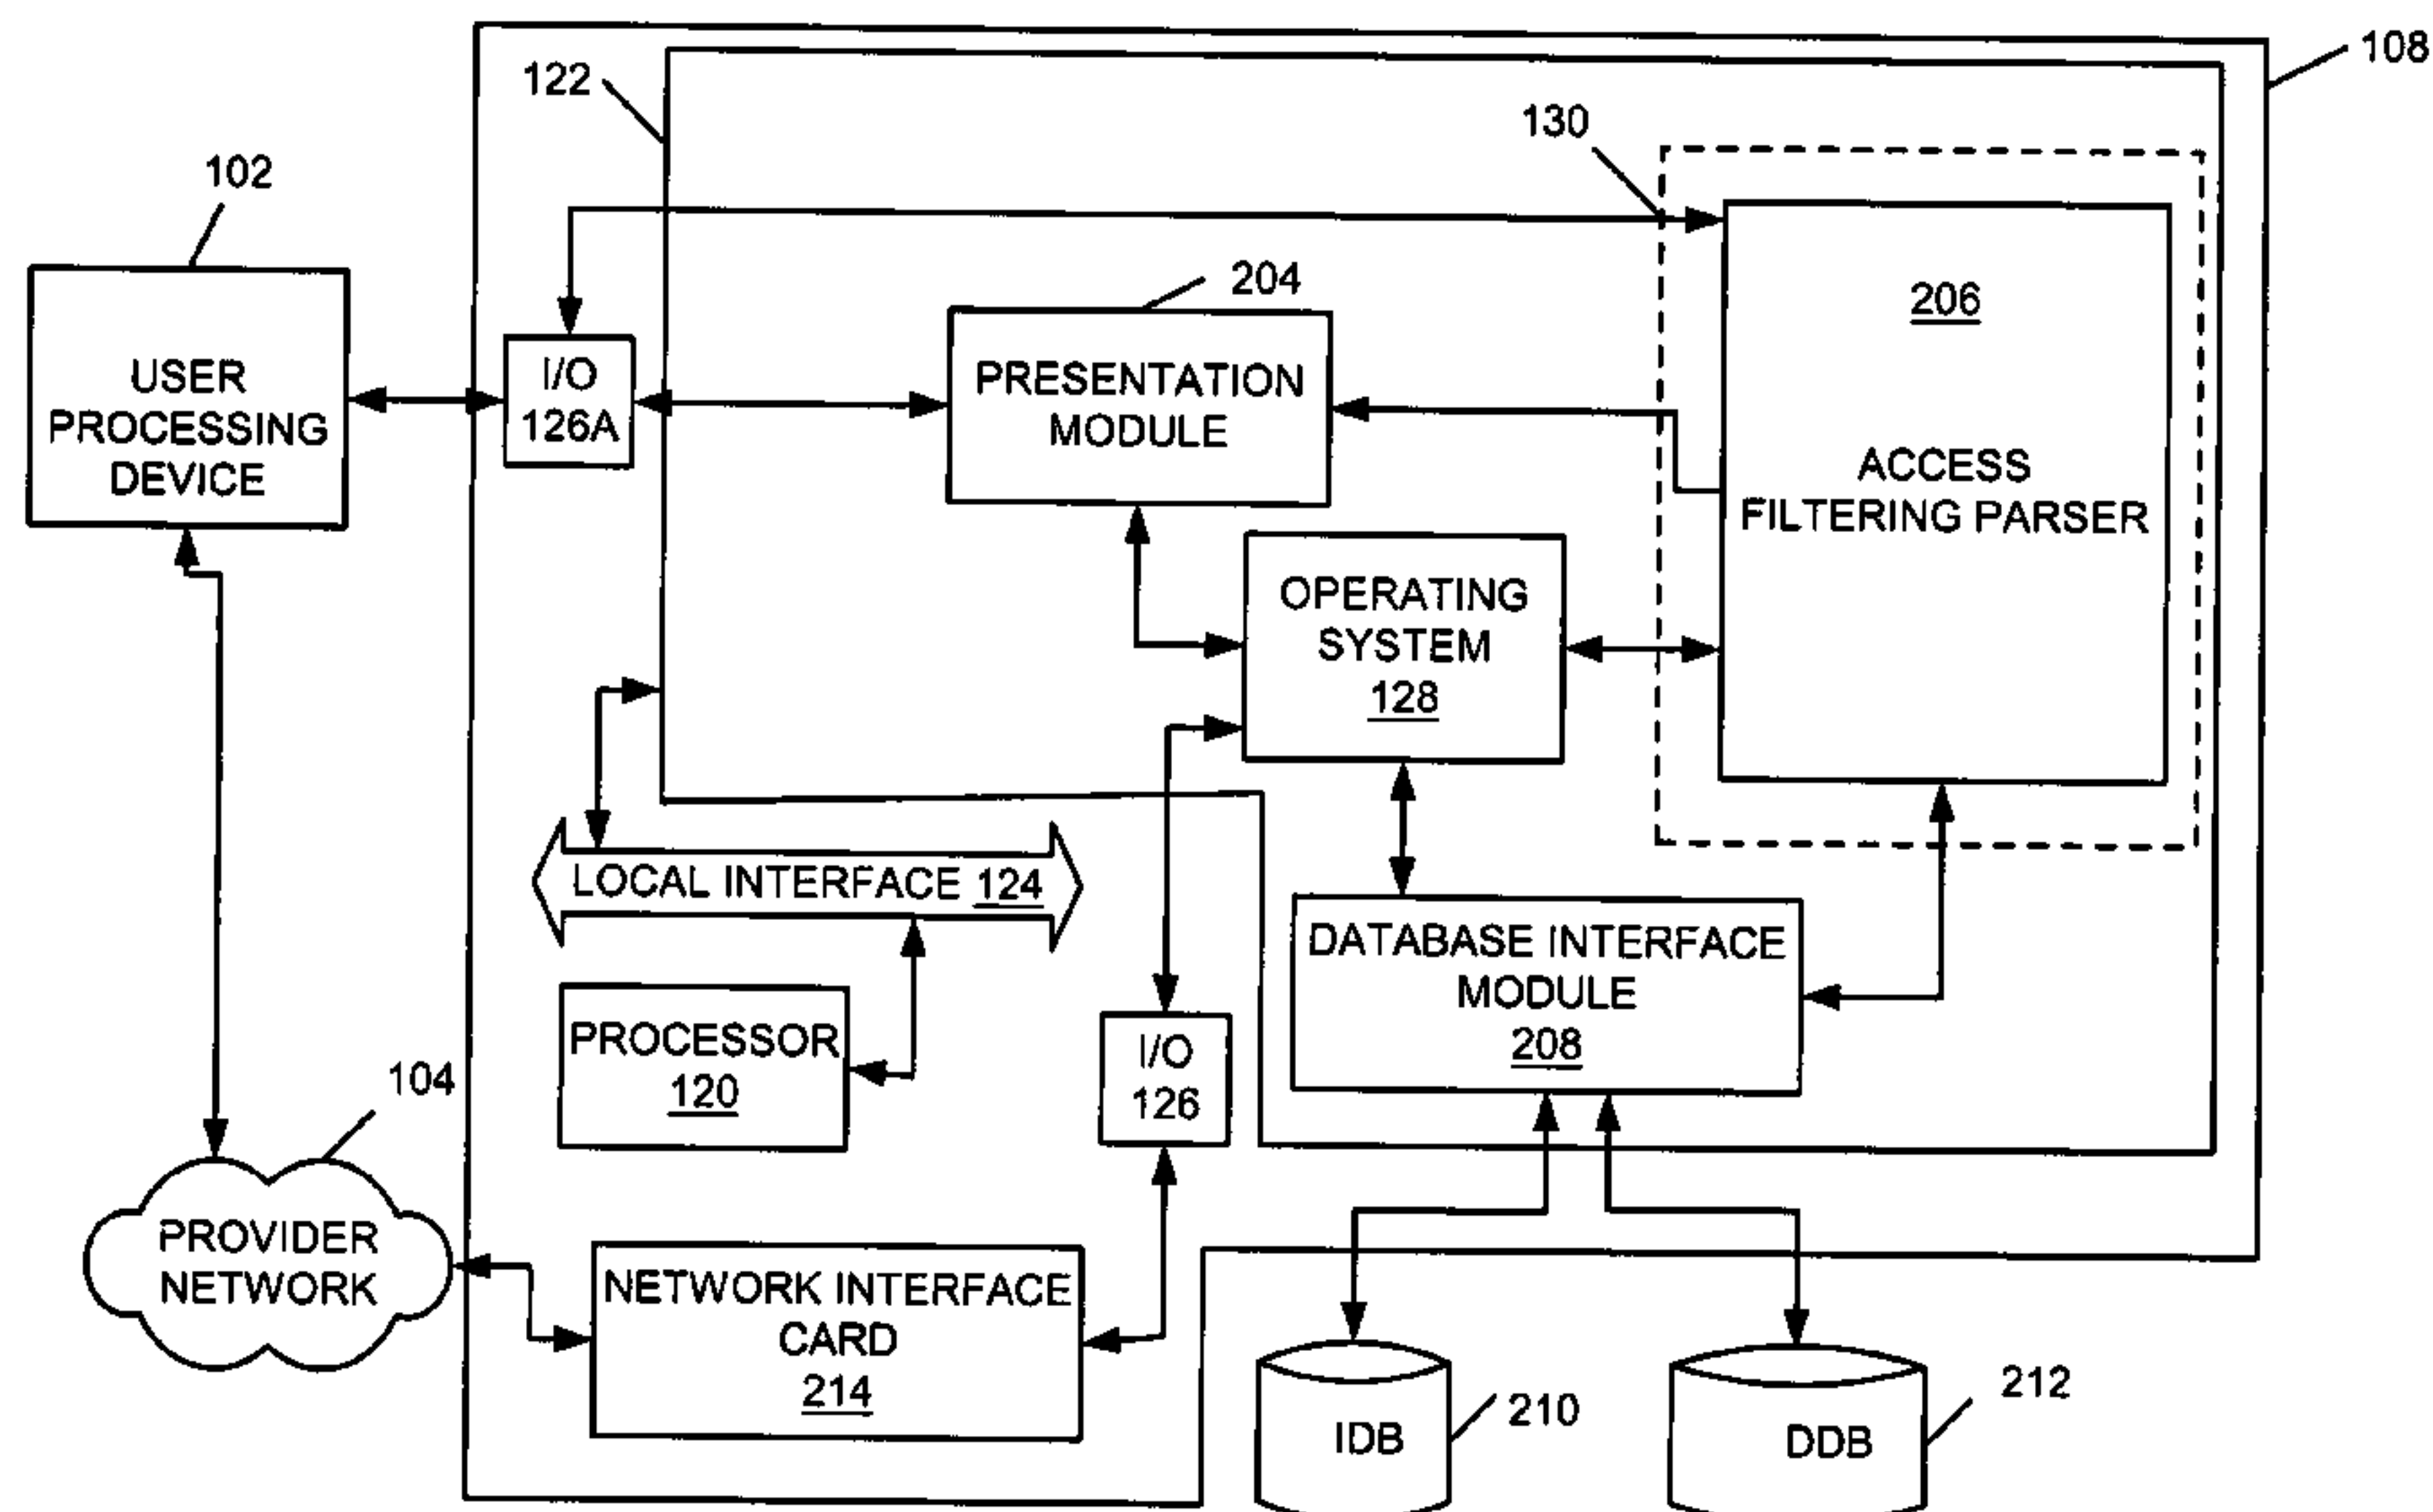 108
122
130
102
204
206
USER
PROCESSING
DEVICE
I/O
126A
PRESENTATION
MODULE
ACCESS
FILTERING PARSER
OPERATING
SYSTEM
128
LOCAL INTERFACE 124
DATABASE INTERFACE
MODULE
208
PROCESSOR
120
I/O
126
104
PROVIDER
NETWORK
NETWORK INTERFACE
CARD
214
IDB
210
DDB
212